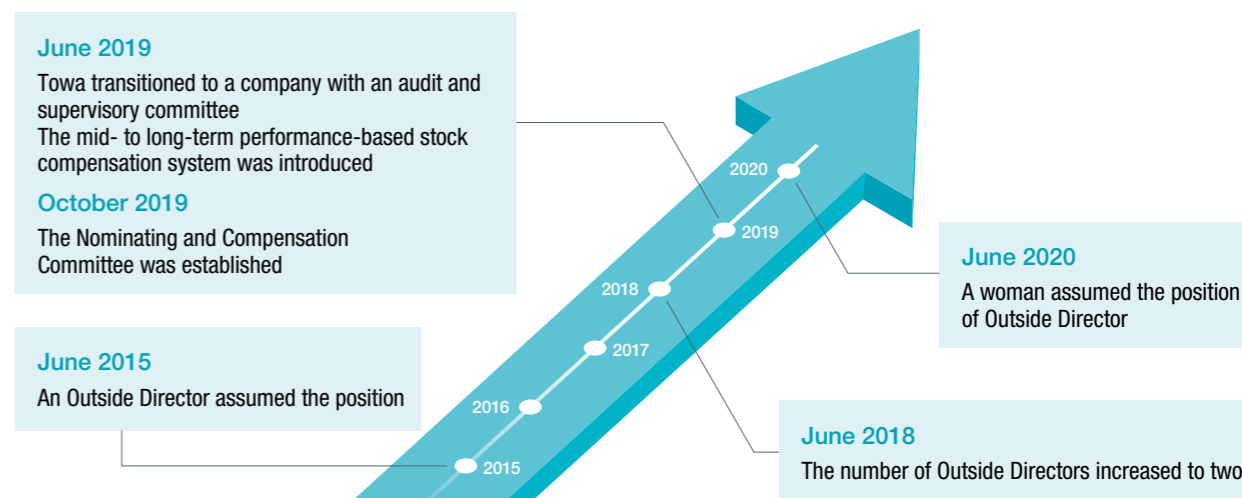 June 2019
Towa transitioned to a company with an audit and
supervisory committee
The mid- to long-term performance-based stock
compensation system was introduced
October 2019
The Nominating and Compensation
Committee was established
June 2015
An Outside Director assumed the position
2020
2019
2018
2017
2016
2015
June 2020
A woman assumed the position
of Outside Director
June 2018
The number of Outside Directors increased to two